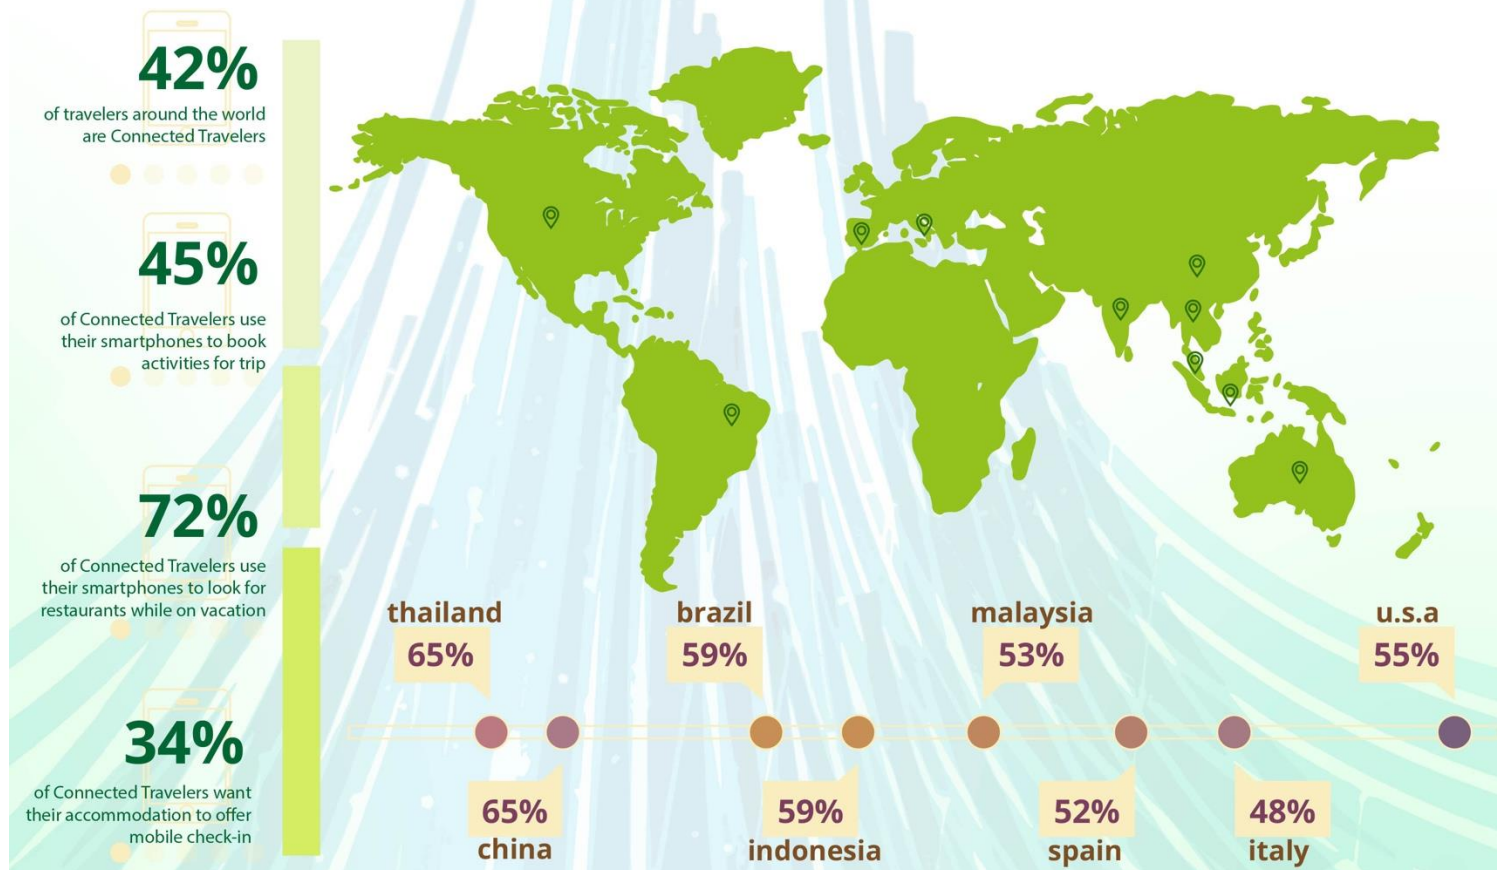 42%
of travelers around the world
are Connected Travelers
45%
of Connected Travelers use
their smartphones to book
activities for trip
72%
of Connected Travelers use
their smartphones to look for
restaurants while on vacation
34%
of Connected Travelers want
their accommodation to offer
mobile check-in
thailand
65%
brazil
59%
malaysia
53%
u.s.a
55%
65%
china
59%
indonesia
52%
spain
48%
italy